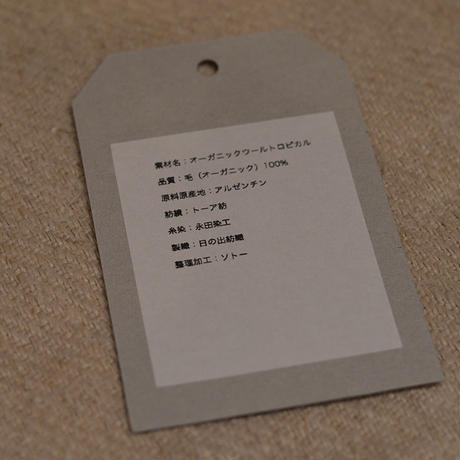 素材名：オーガニックウールトロピカル
品質：毛（オーガニック）100%
原料原産地：アルゼンチン
紡績：トーア紡
糸染：永田染工
製織：日の出紡織
整理加工：ソトー